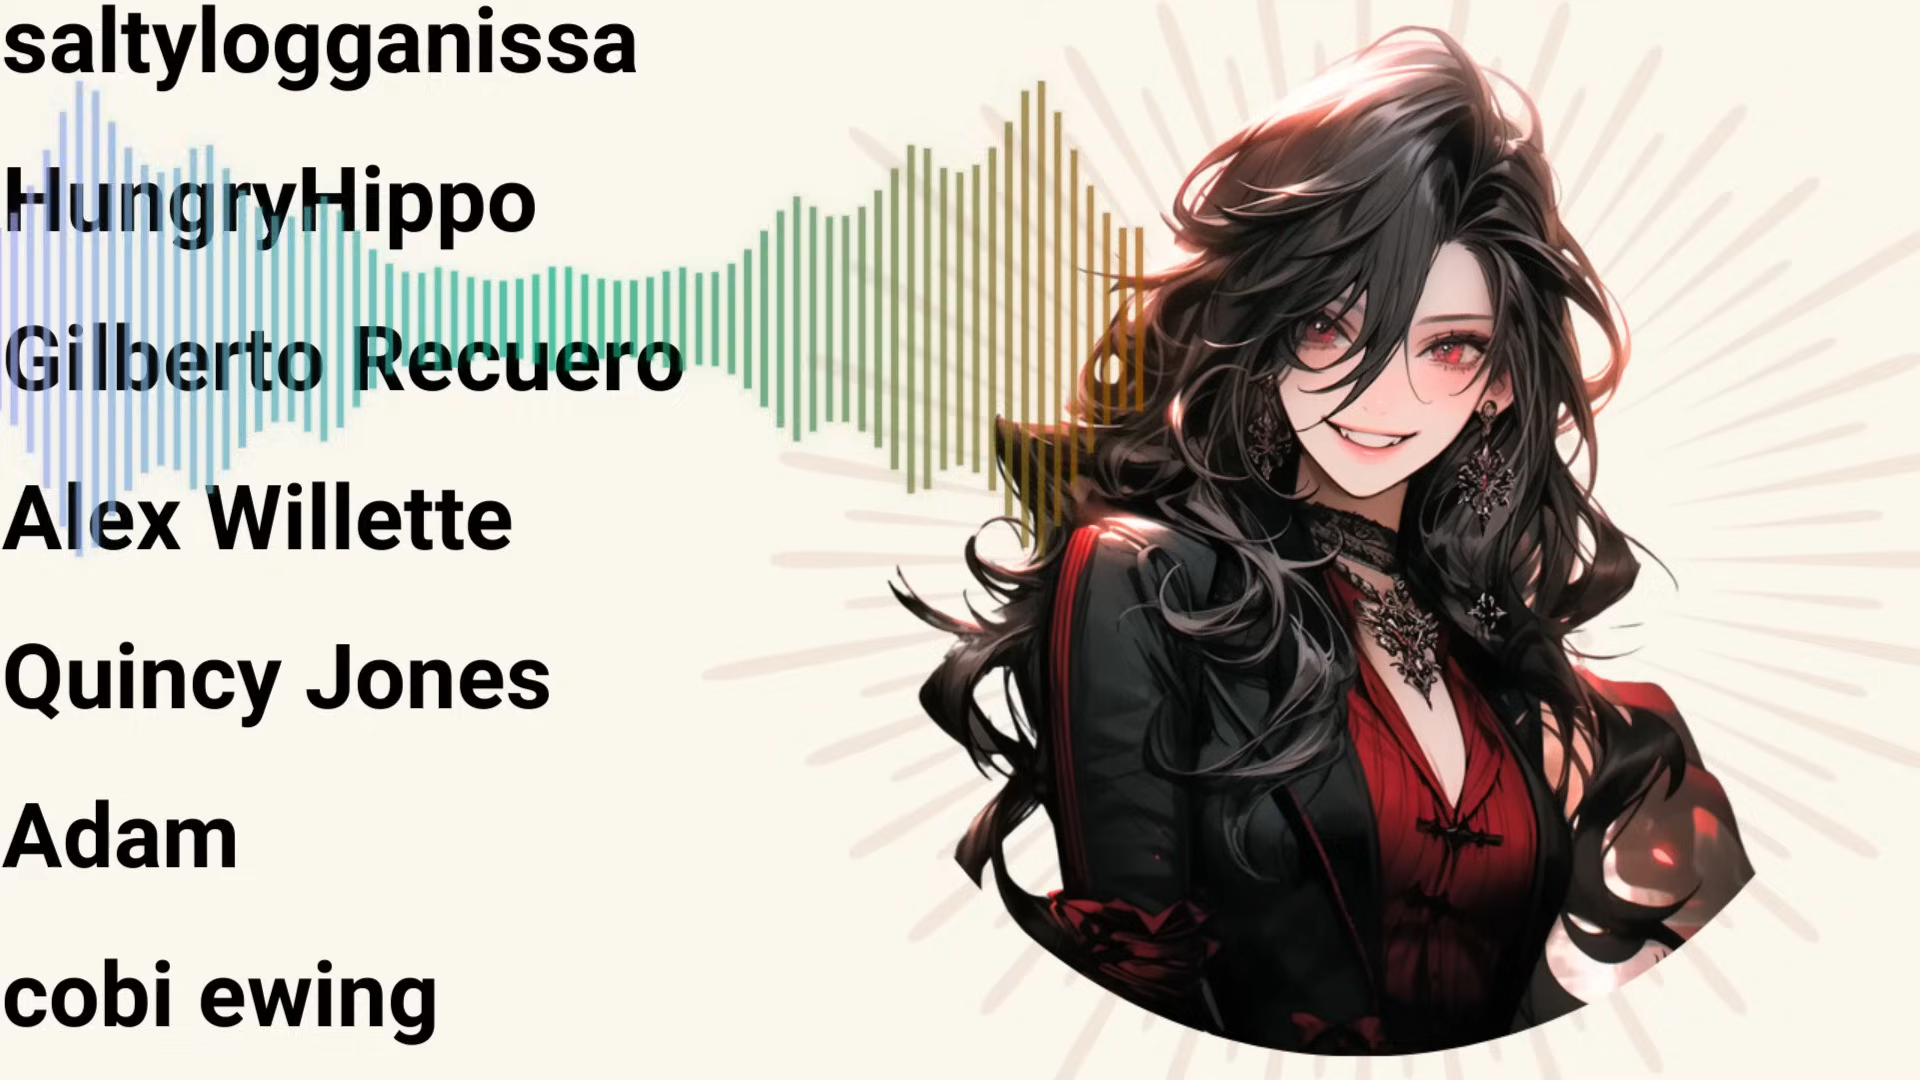 saltylogganissa
HungryHippo
Gilberto Recuero
Alex Willette
Quincy Jones
Adam
cobi ewing